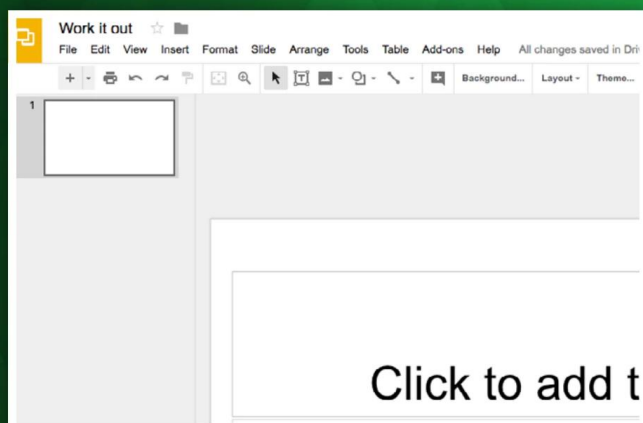 Work it out
File Edit View Insert Format Slide Arrange Tools Table Add-ons Help All changes saved in
Background... Layout Theme...
1
Click to add